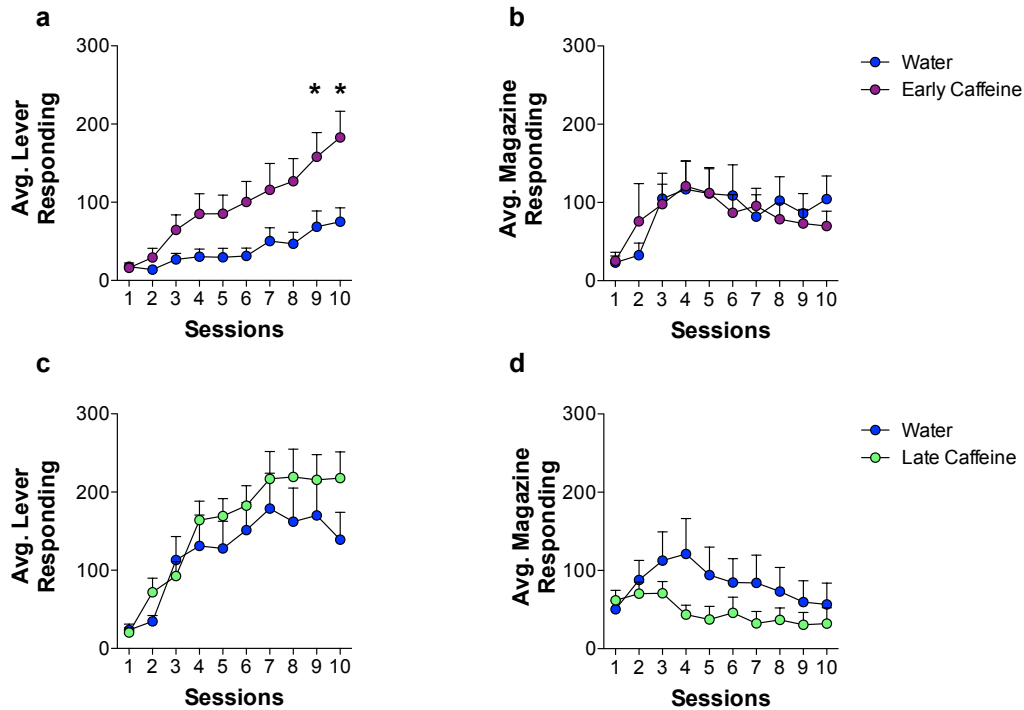 a
300
200
100
0
Avg. Lever
Responding
* *
1 2 3 4 5 6 7 8 9 10
Sessions
b
300
200
100
0
Avg. Magazine
Responding
1 2 3 4 5 6 7 8 9 10
Sessions
Water
Early Caffeine
c
300
200
100
0
Avg. Lever
Responding
1 2 3 4 5 6 7 8 9 10
Sessions
d
300
200
100
0
Avg. Magazine
Responding
1 2 3 4 5 6 7 8 9 10
Sessions
Water
Late Caffeine